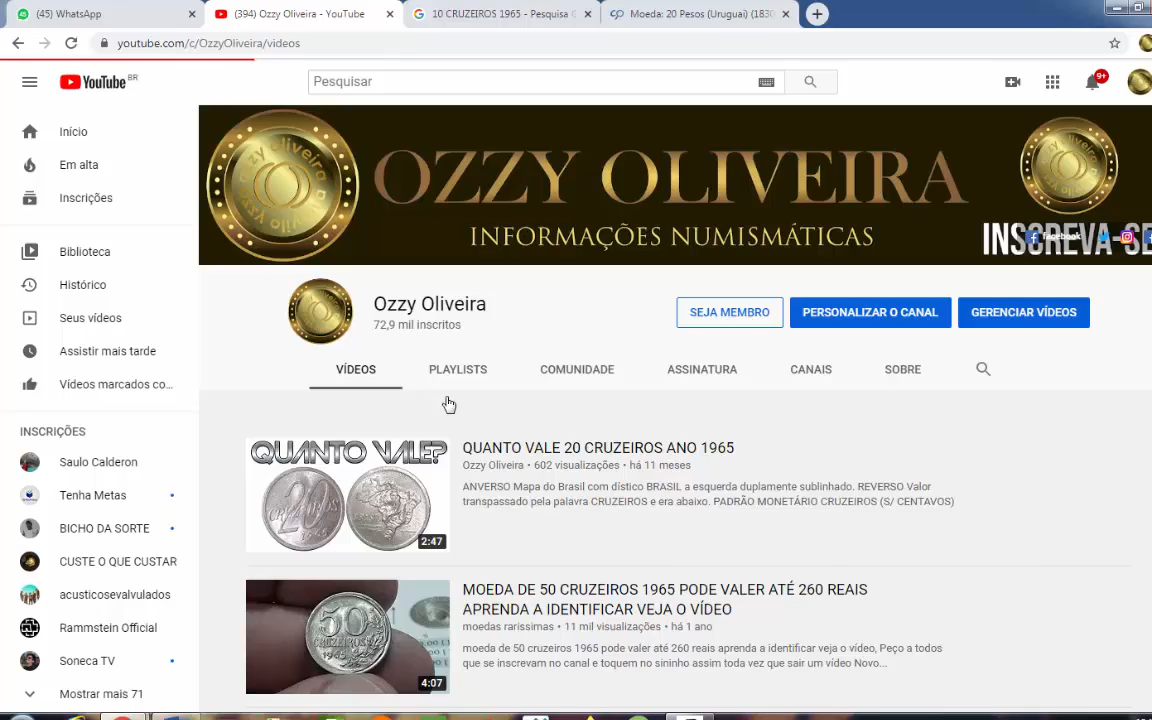 (45) WhatsApp
(394) Ozzy Oliveira - YouTube
10 CRUZEIROS 1965 - Pesquisa
Moeda: 20 Pesos (Uruguai) (1830
youtube.com/c/OzzyOliveira/videos
YouTube BR
Pesquisar
9+
Início
Em alta
Inscrições
Biblioteca
Histórico
Seus vídeos
Assistir mais tarde
Vídeos marcados co...
INSCRIÇÕES
Saulo Calderon
Tenha Metas
BICHO DA SORTE
CUSTE O QUE CUSTAR
acusticosevalvulados
Rammstein Official
Soneca TV
Mostrar mais 71
OZZY OLIVEIRA
INFORMAÇÕES NUMISMÁTICAS
INSCREVA-SE
facebook
Ozzy Oliveira
72,9 mil inscritos
SEJA MEMBRO
PERSONALIZAR O CANAL
GERENCIAR VÍDEOS
VÍDEOS
PLAYLISTS
COMUNIDADE
ASSINATURA
CANAIS
SOBRE
QUANTO VALE?
20
CRUZEIROS
1965
2:47
QUANTO VALE 20 CRUZEIROS ANO 1965
Ozzy Oliveira • 602 visualizações • há 11 meses
ANVERSO Mapa do Brasil com dístico BRASIL a esquerda duplamente sublinhado. REVERSO Valor
transpassado pela palavra CRUZEIROS e era abaixo. PADRÃO MONETÁRIO CRUZEIROS (S/ CENTAVOS)
50
CRUZEIROS
1965
4:07
MOEDA DE 50 CRUZEIROS 1965 PODE VALER ATÉ 260 REAIS
APRENDA A IDENTIFICAR VEJA O VÍDEO
moedas rarissimas • 11 mil visualizações • há 1 ano
moeda de 50 cruzeiros 1965 pode valer até 260 reais aprenda a identificar veja o vídeo, Peço a todos
que se inscrevam no canal e toquem no sininho assim toda vez que sair um vídeo Novo...